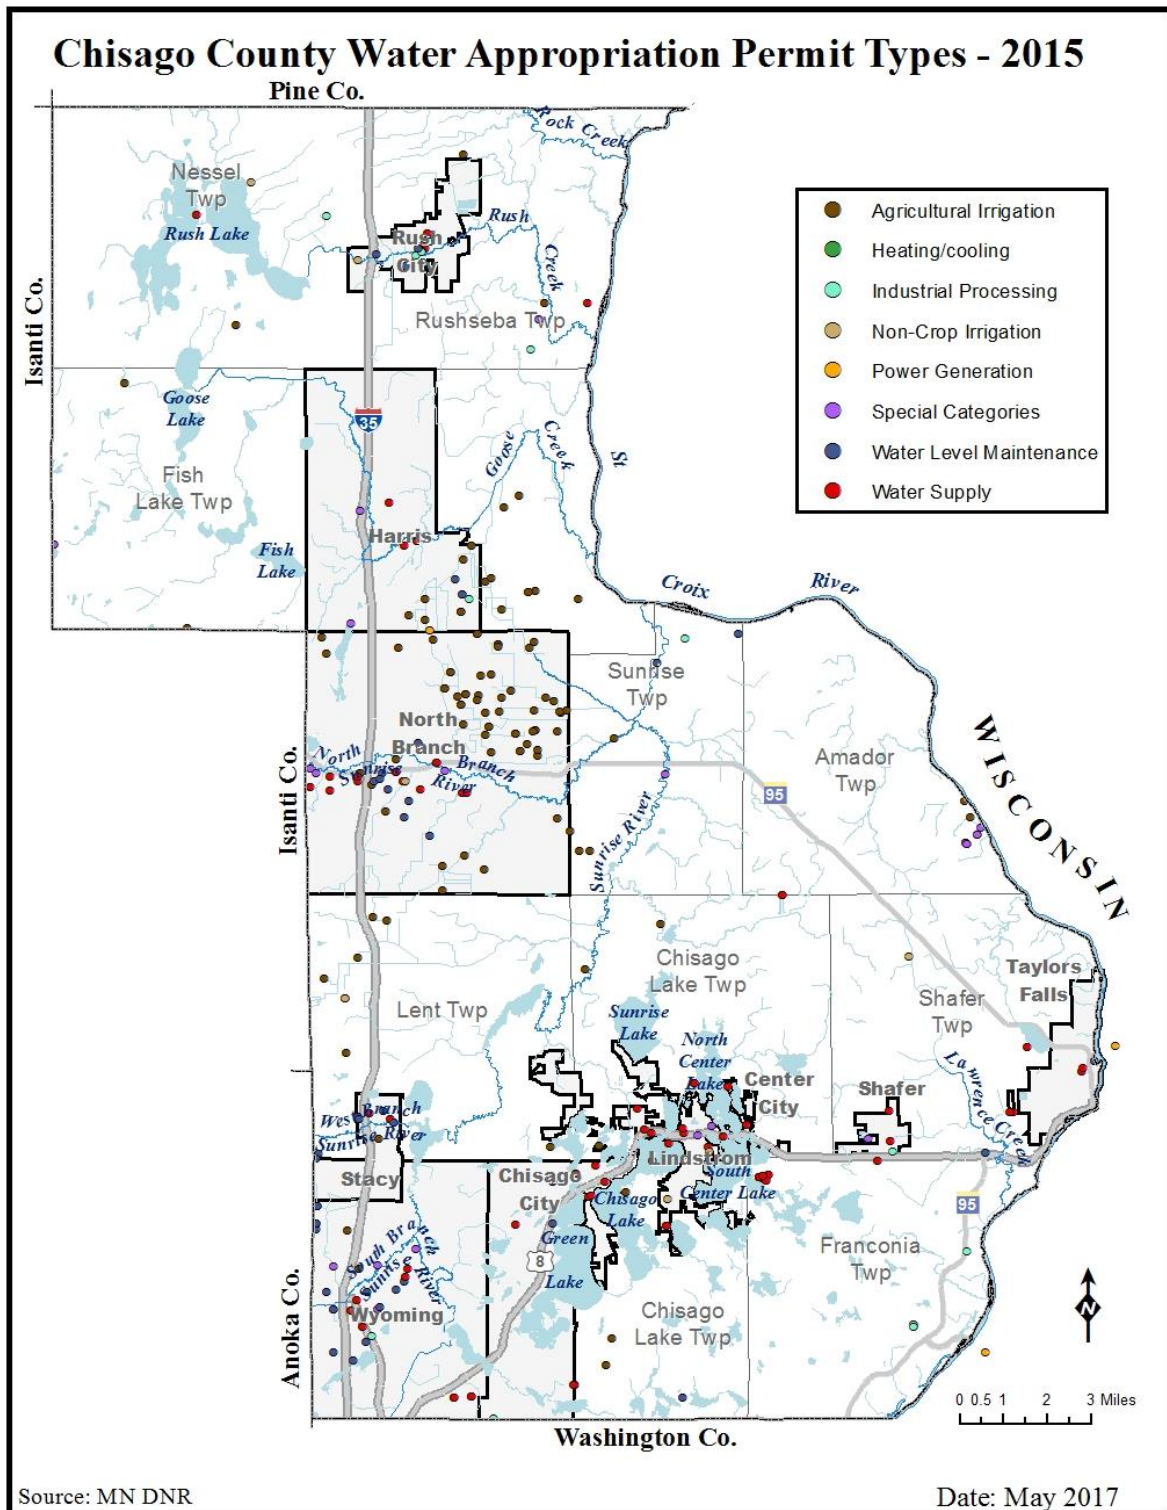 Chisago County Water Appropriation Permit Types - 2015
Pine Co.
Rock Creek
Nessel
Twp
Rush Lake
Rush
Creek
Rush
City
Rushseba Twp
Isanti Co.
Agricultural Irrigation
Heating/cooling
Industrial Processing
Non-Crop Irrigation
Power Generation
Special Categories
Water Level Maintenance
Water Supply
Goose
Lake
35
Goose
Creek
St
Fish
Lake Twp
Harris
Fish
Lake
Croix
River
Sunrise
Twp
North
Branch
North
Branch
Sunrise
River
Amador
Twp
WISCONSIN
Isanti Co.
95
Sunrise River
Chisago
Lake Twp
Taylors
Falls
Lent Twp
Shafer
Twp
Sunrise
Lake
North
Center
Lake
Center
City
Shafer
Lawrence Creek
West Branch
Sunrise River
Stacy
Lindstrom
Chisago
City
South
Center Lake
Chisago
Lake
95
South Branch
Sunrise
River
Green
Lake
8
Franconia
Twp
Wyoming
Chisago
Lake Twp
Anoka Co.
N
0 0.5 1 2 3 Miles
Washington Co.
Source: MN DNR
Date: May 2017